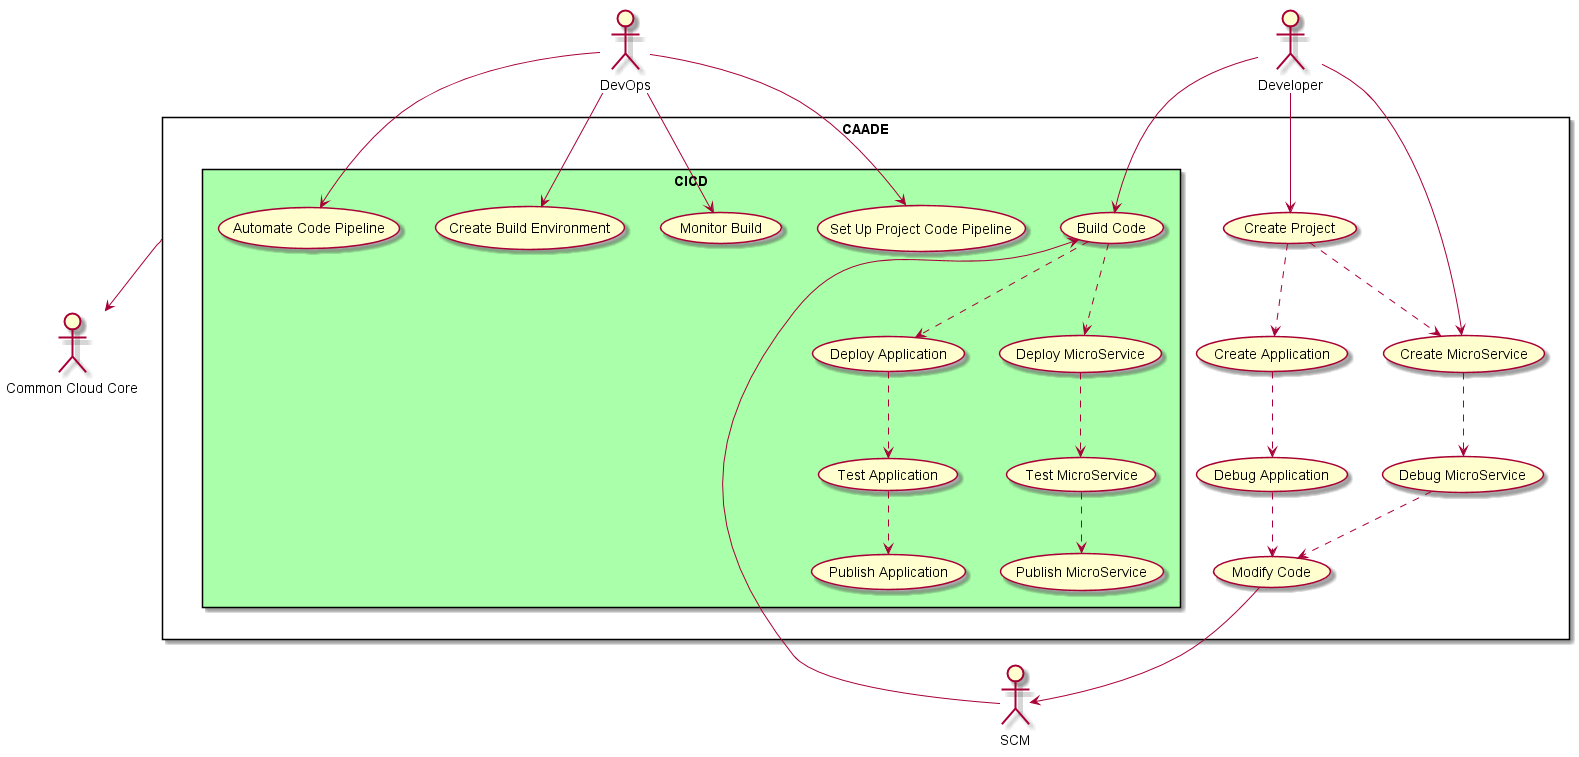 DevOps
Developer
CAADE
CICD
Automate Code Pipeline
Create Build Environment
Monitor Build
Set Up Project Code Pipeline
Build Code
Create Project
Deploy Application
Deploy MicroService
Create Application
Create MicroService
Common Cloud Core
Test Application
Test MicroService
Debug Application
Debug MicroService
Publish Application
Publish MicroService
Modify Code
SCM